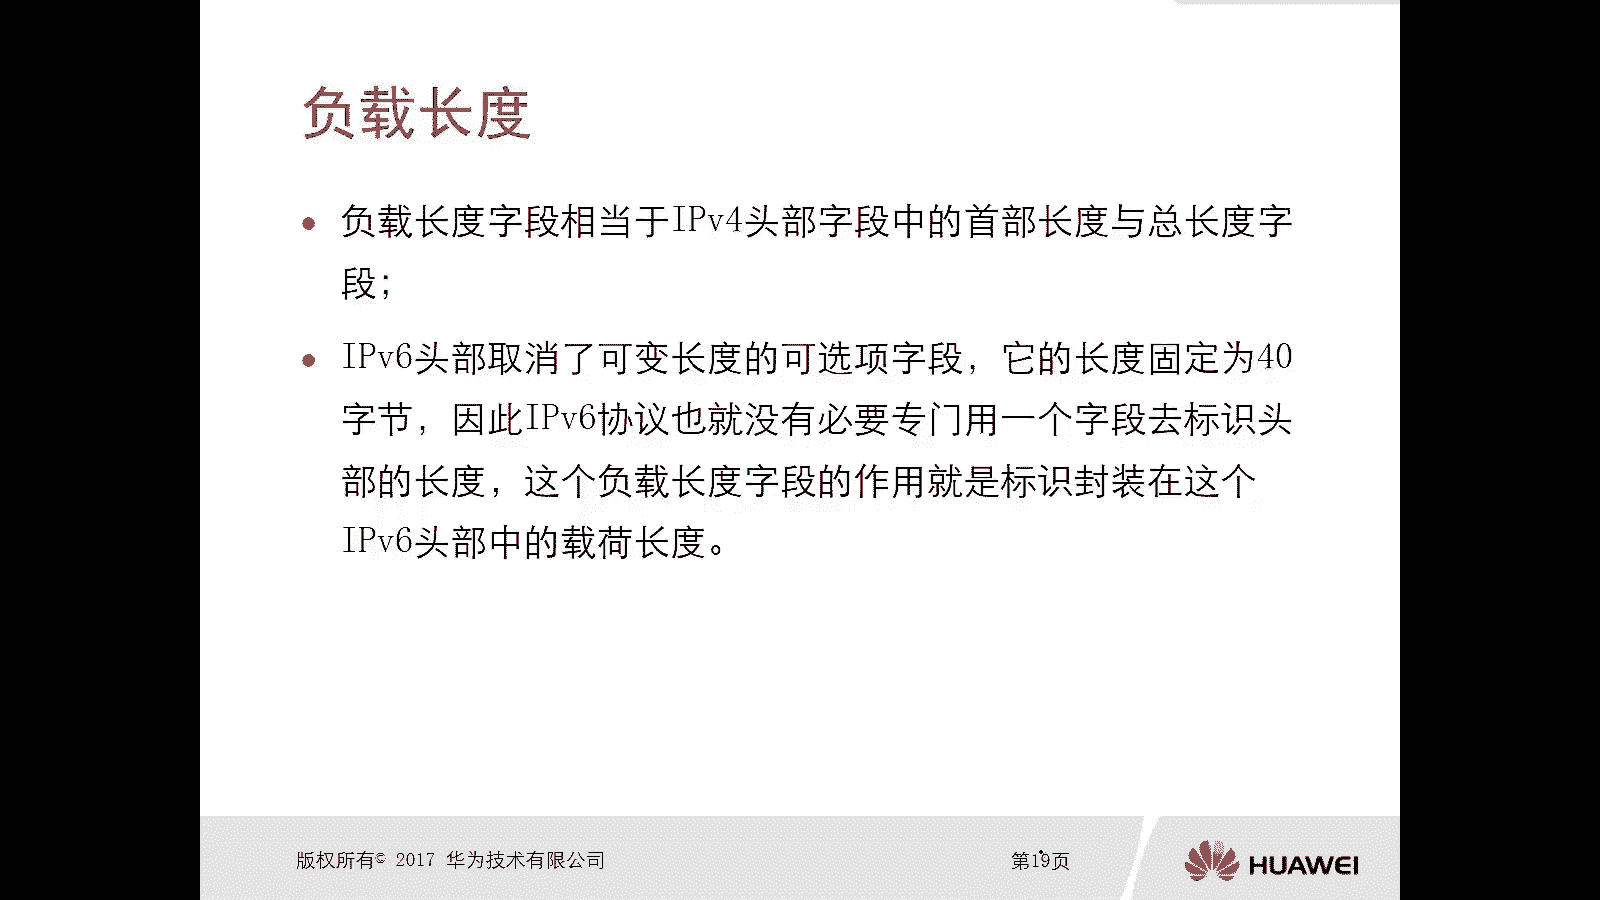 负载长度
负载长度字段相当于IPv4头部字段中的首部长度与总长度字
段；
IPv6头部取消了可变长度的可选项字段，它的长度固定为40
字节，因此IPv6协议也就没有必要专门用一个字段去标识头
部的长度，这个负载长度字段的作用就是标识封装在这个
IPv6头部中的载荷长度。
版权所有© 2017 华为技术有限公司
第19页
HUAWEI